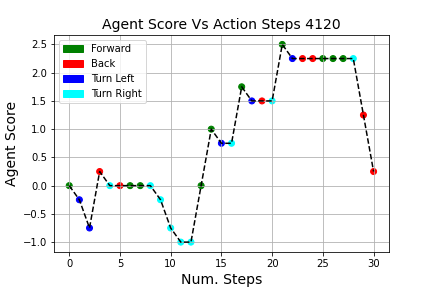 Agent Score Vs Action Steps 4120
Agent Score
2.5
2.0
1.5
1.0
0.5
0.0
−0.5
−1.0
Forward
Back
Turn Left
Turn Right
0 5 10 15 20 25 30
Num. Steps